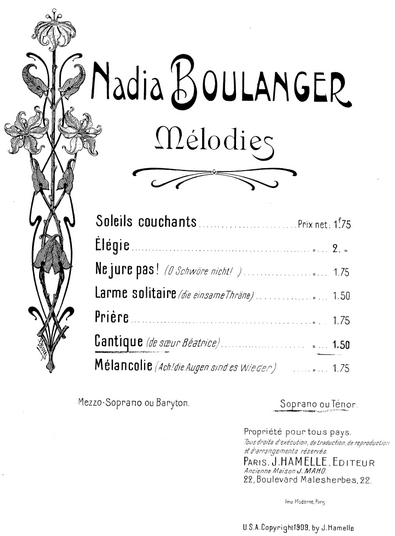 Nadia BOULANGER
Mélodies
Soleils couchants Prix net. 1f75
Élégie „ 2. „
Ne jure pas! (O Schwöre nicht!) „ 1.75
Larme solitaire (die einsame Thräne) „ 1.50
Prière „ 1.75
Cantique (de sœur Béatrice) „ 1.50
Mélancolie (Ach! die Augen sind es Wieder) „ 1.75
Mezzo-Soprano ou Baryton. Soprano ou Ténor.
Propriété pour tous pays.
Tous droits d'exécution, de traduction, de reproduction
et d'arrangements réservés.
PARIS, J. HAMELLE, EDITEUR
Ancienne Maison J. MAHO.
22, Boulevard Malesherbes, 22.
Imp. Moderne, Paris
U.S.A. Copyright 1909, by J. Hamelle